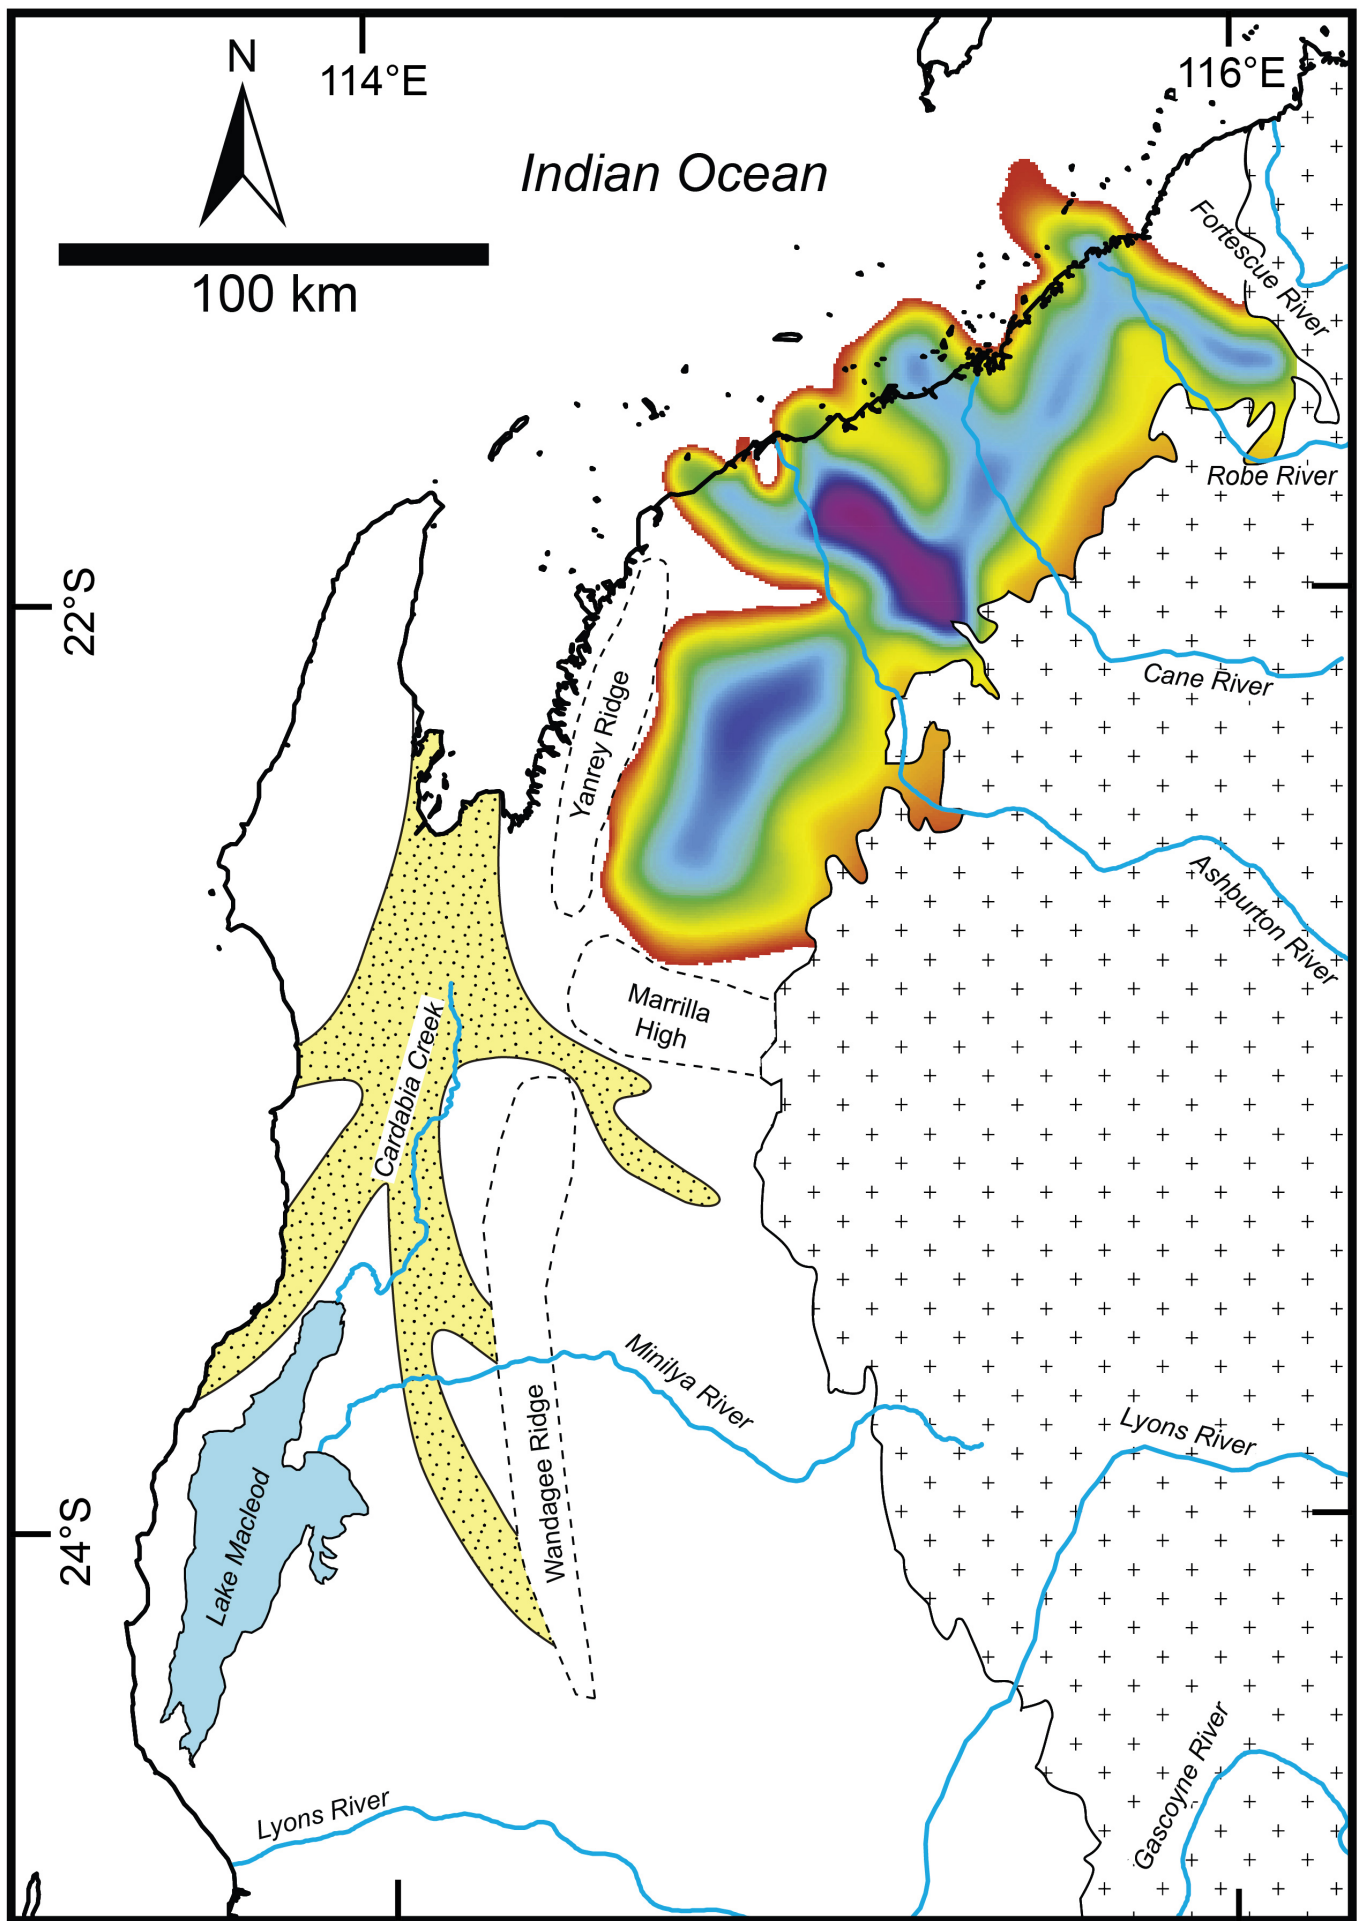 N
114°E
116°E
Indian Ocean
100 km
Fortescue River
Robe River
22°S
Cane River
Yanrey Ridge
Ashburton River
Marrilla
High
Cardabia Creek
Minilya River
Lyons River
Wandagee Ridge
Lake Macleod
24°S
Gascoyne River
Lyons River